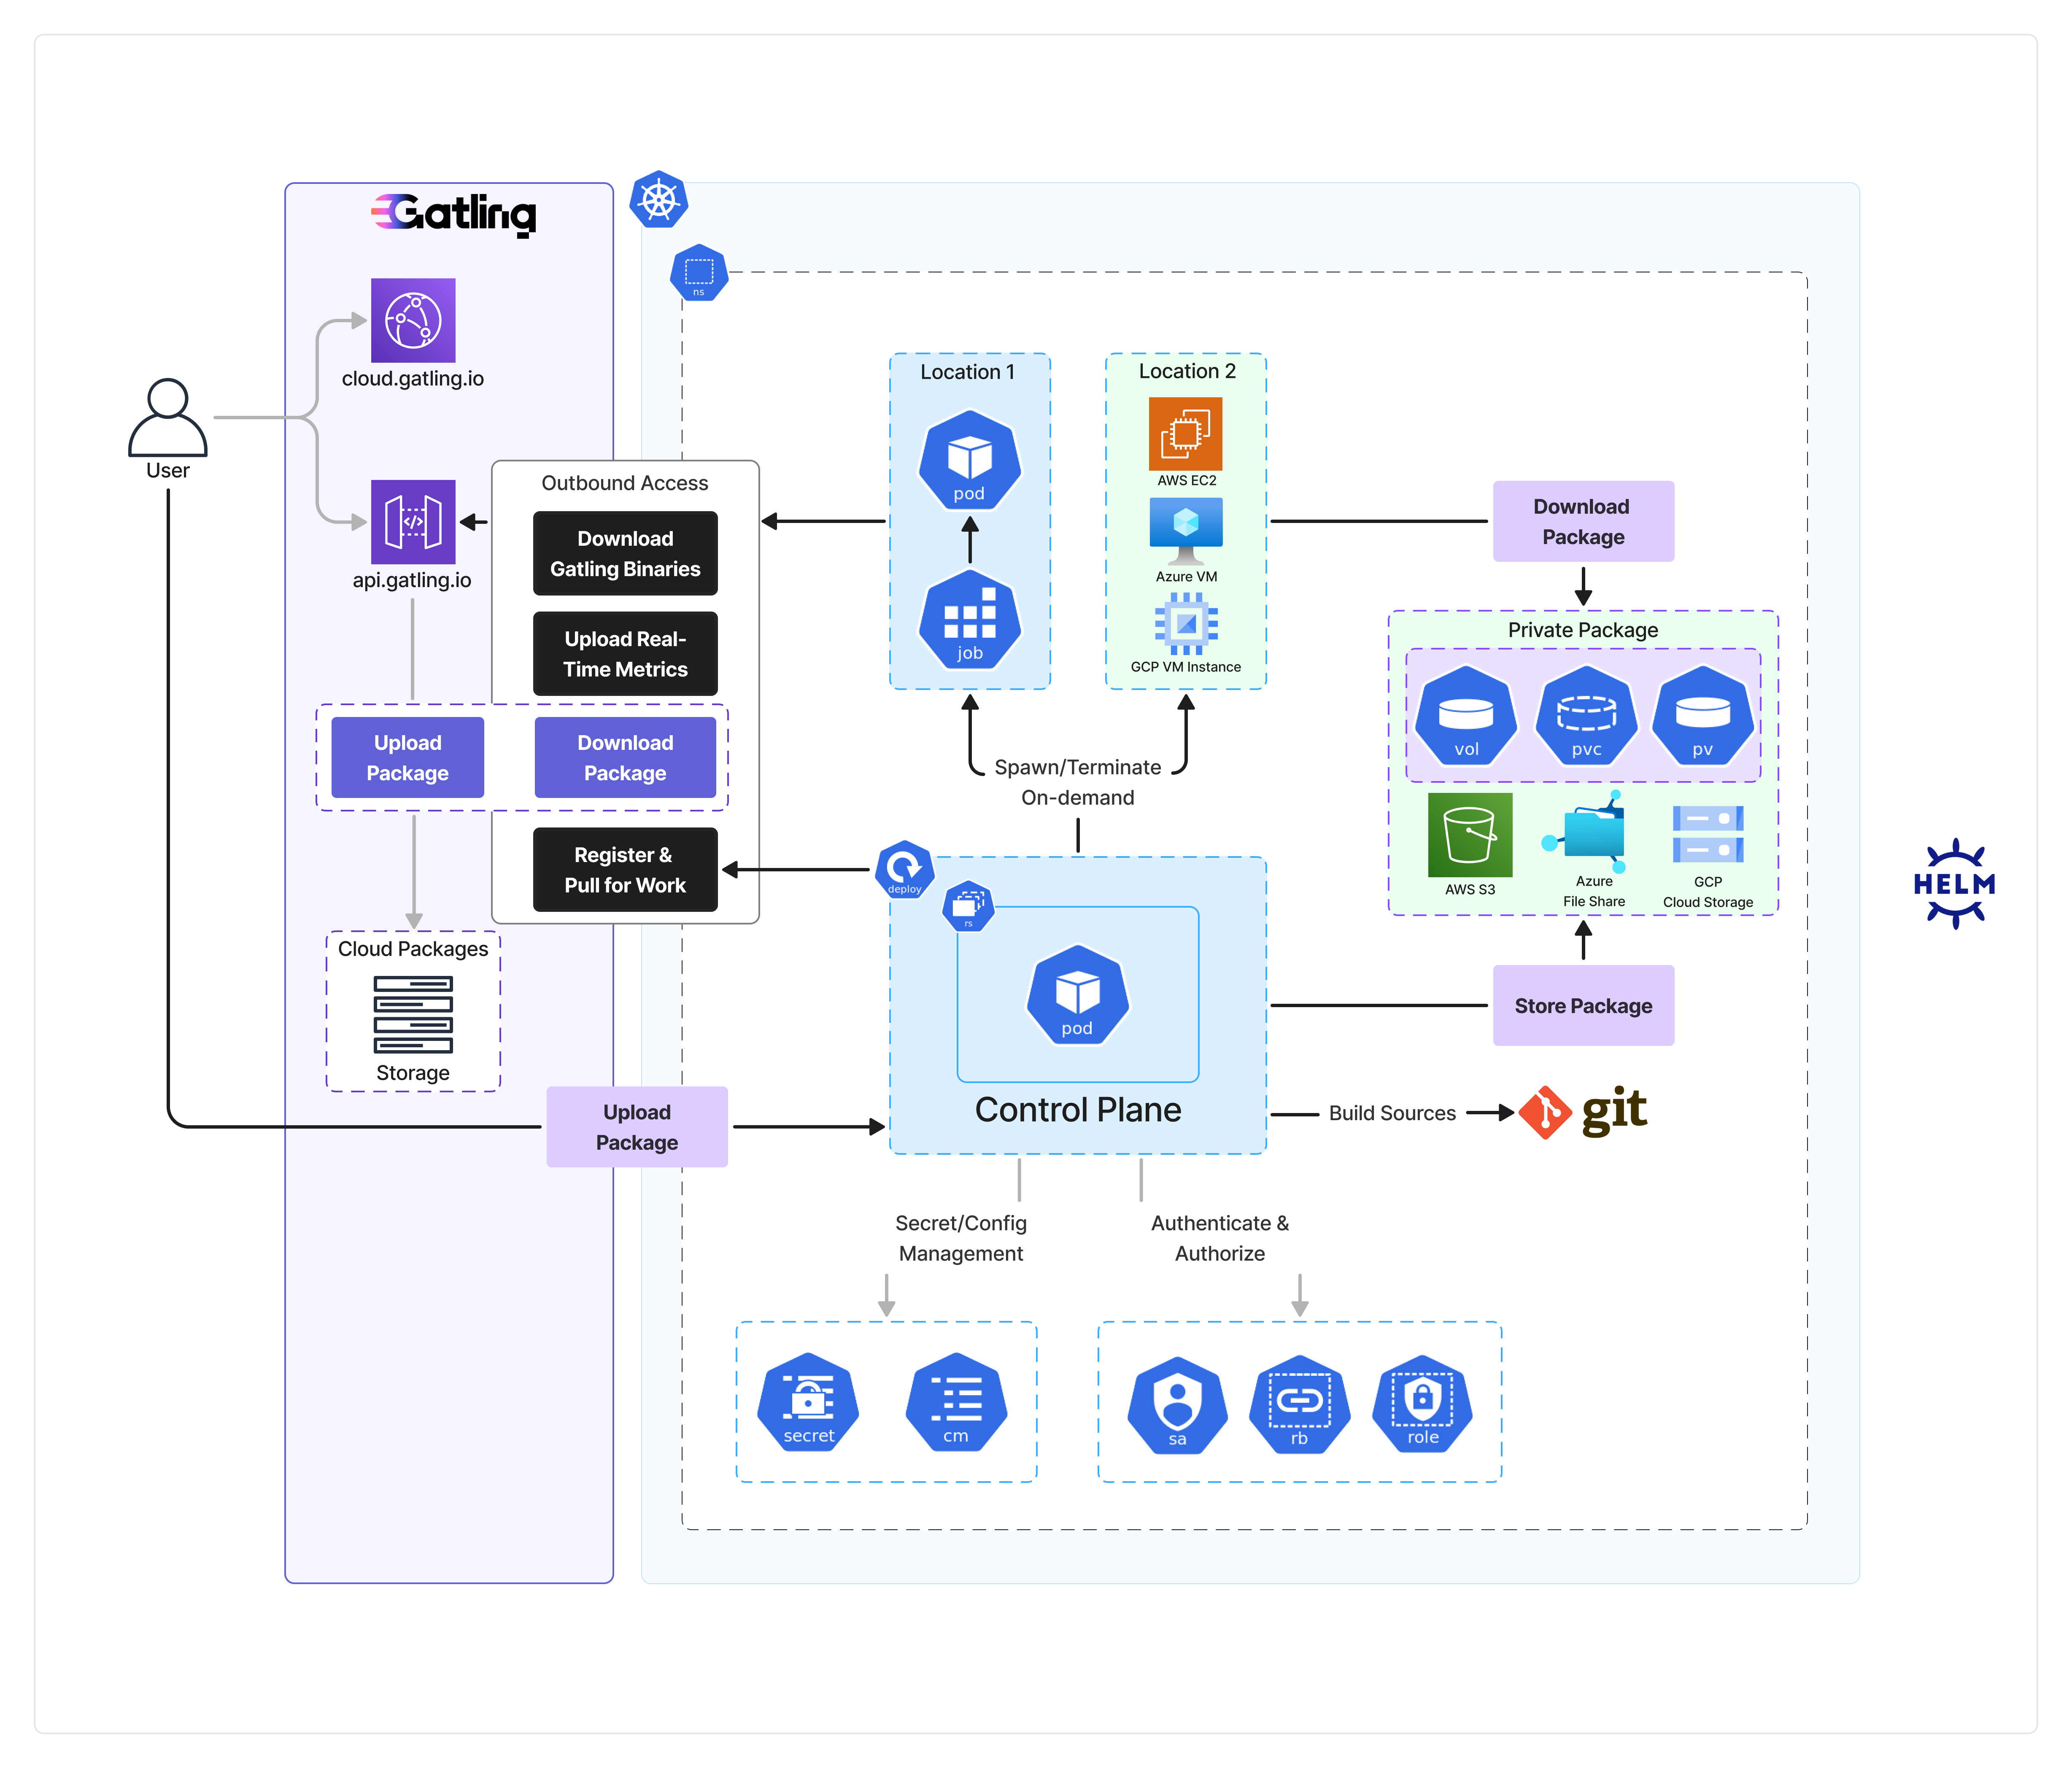 Gatling
cloud.gatling.io
User
api.gatling.io
Outbound Access
Download
Gatling Binaries
Upload Real-
Time Metrics
Upload
Package
Download
Package
Register &
Pull for Work
Cloud Packages
Storage
Upload
Package
ns
Location 1
pod
job
Location 2
AWS EC2
Azure VM
GCP VM Instance
Spawn/Terminate
On-demand
Download
Package
Private Package
vol
pvc
pv
AWS S3
Azure
File Share
GCP
Cloud Storage
deploy
rs
pod
Control Plane
Store Package
Build Sources
git
Secret/Config
Management
Authenticate &
Authorize
secret
cm
sa
rb
role
HELM